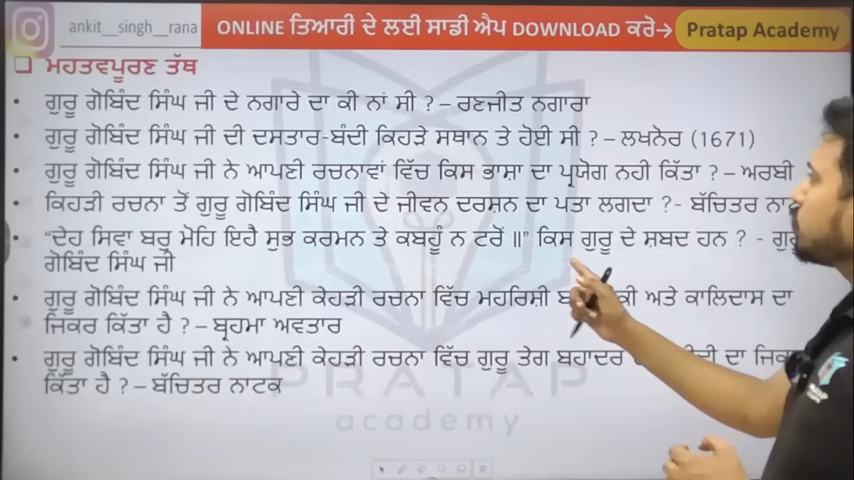 ankit__singh__rana
ONLINE ਤਿਆਰੀ ਦੇ ਲਈ ਸਾਡੀ ਐਪ DOWNLOAD ਕਰੋ→
Pratap Academy
❑ ਮਹਤਵਪੂਰਣ ਤੱਥ
• ਗੁਰੂ ਗੋਬਿੰਦ ਸਿੰਘ ਜੀ ਦੇ ਨਗਾਰੇ ਦਾ ਕੀ ਨਾਂ ਸੀ ? – ਰਣਜੀਤ ਨਗਾਰਾ
• ਗੁਰੂ ਗੋਬਿੰਦ ਸਿੰਘ ਜੀ ਦੀ ਦਸਤਾਰ-ਬੰਦੀ ਕਿਹੜੇ ਸਥਾਨ ਤੇ ਹੋਈ ਸੀ ? – ਲਖਨੋਰ (1671)
• ਗੁਰੂ ਗੋਬਿੰਦ ਸਿੰਘ ਜੀ ਨੇ ਆਪਣੀ ਰਚਨਾਵਾਂ ਵਿੱਚ ਕਿਸ ਭਾਸ਼ਾ ਦਾ ਪ੍ਰਯੋਗ ਨਹੀ ਕਿੱਤਾ ? – ਅਰਬੀ
• ਕਿਹੜੀ ਰਚਨਾ ਤੋਂ ਗੁਰੂ ਗੋਬਿੰਦ ਸਿੰਘ ਜੀ ਦੇ ਜੀਵਨ ਦਰਸ਼ਨ ਦਾ ਪਤਾ ਲਗਦਾ ?- ਬੱਚਿਤਰ
• “ਦੇਹ ਸਿਵਾ ਬਰੁ ਮੋਹਿ ਇਹੈ ਸੁਭ ਕਰਮਨ ਤੇ ਕਬਹੂੰ ਨ ਟਰੋਂ ॥” ਕਿਸ ਗੁਰੂ ਦੇ ਸ਼ਬਦ ਹਨ ? - ਗੁਰੂ
ਗੋਬਿੰਦ ਸਿੰਘ ਜੀ
• ਗੁਰੂ ਗੋਬਿੰਦ ਸਿੰਘ ਜੀ ਨੇ ਆਪਣੀ ਕੇਹੜੀ ਰਚਨਾ ਵਿੱਚ ਮਹਰਿਸ਼ੀ ਅਤੇ ਕਾਲਿਦਾਸ ਦਾ
ਜਿਕਰ ਕਿੱਤਾ ਹੈ ? – ਬ੍ਰਹਮਾ ਅਵਤਾਰ
• ਗੁਰੂ ਗੋਬਿੰਦ ਸਿੰਘ ਜੀ ਨੇ ਆਪਣੀ ਕੇਹੜੀ ਰਚਨਾ ਵਿੱਚ ਗੁਰੂ ਤੇਗ ਬਹਾਦਰ ਦਾ
ਕਿੱਤਾ ਹੈ ? – ਬੱਚਿਤਰ ਨਾਟਕ
PRATAP
academy